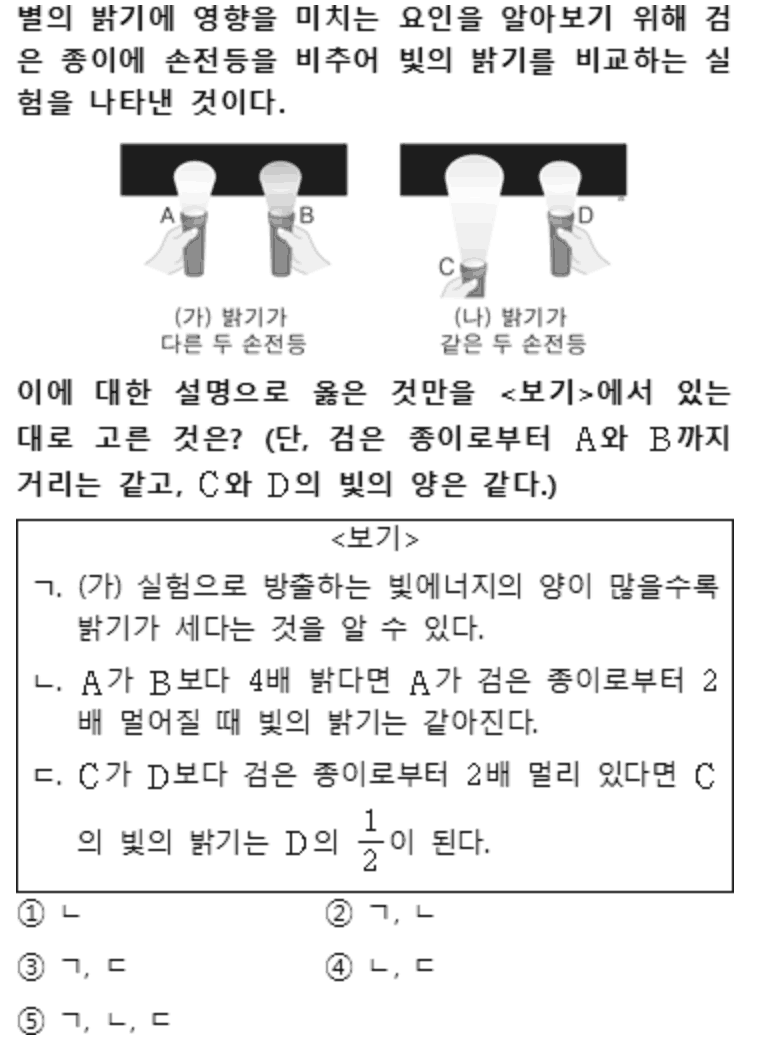 별의 밝기에 영향을 미치는 요인을 알아보기 위해 검
은 종이에 손전등을 비추어 빛의 밝기를 비교하는 실
험을 나타낸 것이다.
A B C D
(가) 밝기가
다른 두 손전등
(나) 밝기가
같은 두 손전등
이에 대한 설명으로 옳은 것만을 <보기>에서 있는
대로 고른 것은? (단, 검은 종이로부터 A와 B까지
거리는 같고, C와 D의 빛의 양은 같다.)
<보기>
ㄱ. (가) 실험으로 방출하는 빛에너지의 양이 많을수록
밝기가 세다는 것을 알 수 있다.
ㄴ. A가 B보다 4배 밝다면 A가 검은 종이로부터 2
배 멀어질 때 빛의 밝기는 같아진다.
ㄷ. C가 D보다 검은 종이로부터 2배 멀리 있다면 C
의 빛의 밝기는 D의 1/2이 된다.
① ㄴ ② ㄱ, ㄴ
③ ㄱ, ㄷ ④ ㄴ, ㄷ
⑤ ㄱ, ㄴ, ㄷ